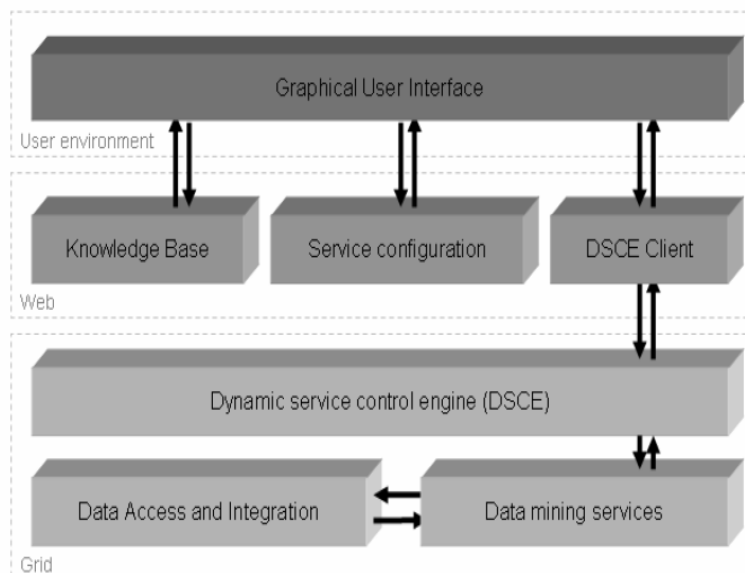 Graphical User Interface
User environment
Knowledge Base
Service configuration
DSCE Client
Web
Dynamic service control engine (DSCE)
Data Access and Integration
Data mining services
Grid